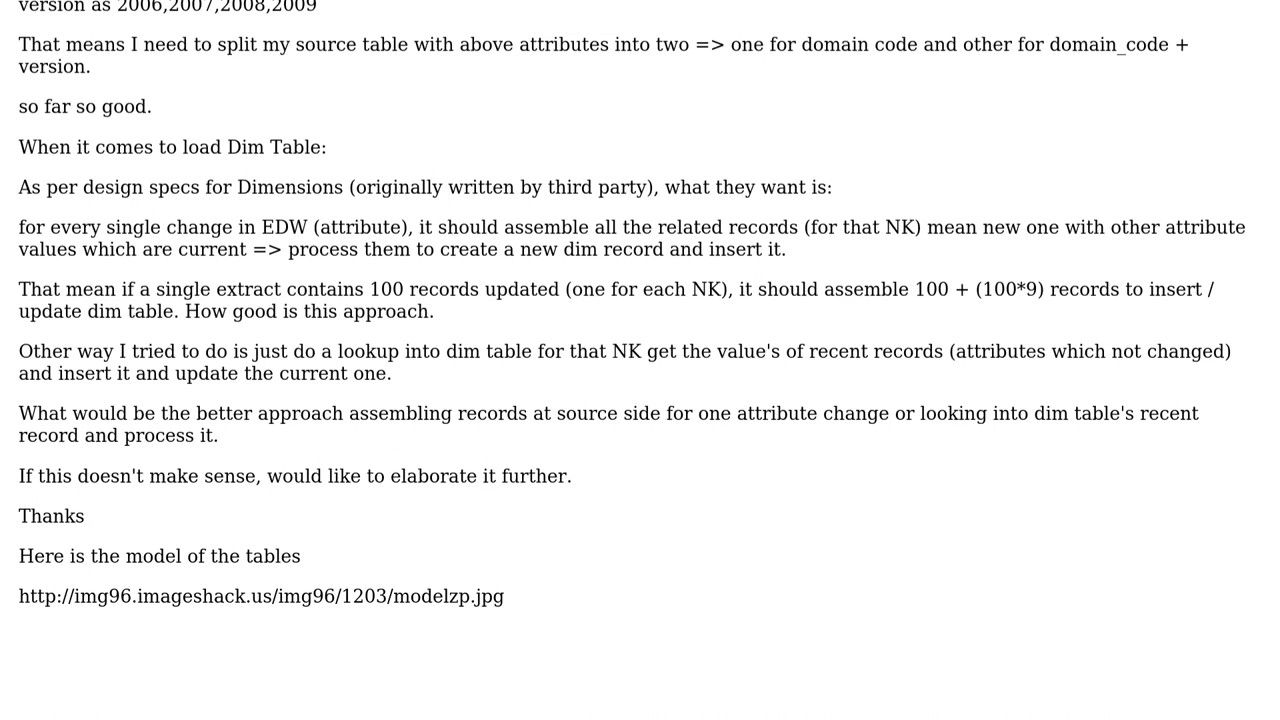 version as 2006,2007,2008,2009
That means I need to split my source table with above attributes into two => one for domain code and other for domain_code +
version.
so far so good.
When it comes to load Dim Table:
As per design specs for Dimensions (originally written by third party), what they want is:
for every single change in EDW (attribute), it should assemble all the related records (for that NK) mean new one with other attribute
values which are current => process them to create a new dim record and insert it.
That mean if a single extract contains 100 records updated (one for each NK), it should assemble 100 + (100*9) records to insert /
update dim table. How good is this approach.
Other way I tried to do is just do a lookup into dim table for that NK get the value's of recent records (attributes which not changed)
and insert it and update the current one.
What would be the better approach assembling records at source side for one attribute change or looking into dim table's recent
record and process it.
If this doesn't make sense, would like to elaborate it further.
Thanks
Here is the model of the tables
http://img96.imageshack.us/img96/1203/modelzp.jpg